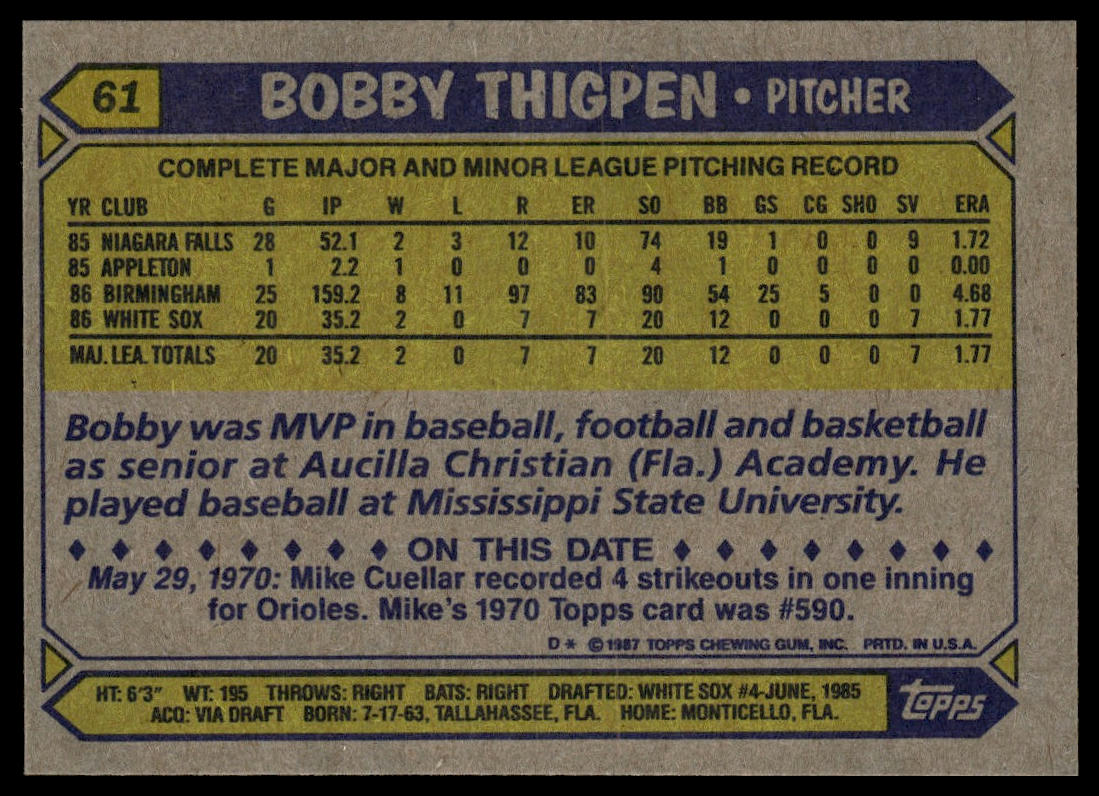 61 BOBBY THIGPEN • PITCHER
COMPLETE MAJOR AND MINOR LEAGUE PITCHING RECORD
YR CLUB G IP W L R ER SO BB GS CG SHO SV ERA
85 NIAGARA FALLS 28 52.1 2 3 12 10 74 19 1 0 0 9 1.72
85 APPLETON 1 2.2 1 0 0 0 4 1 0 0 0 0 0.00
86 BIRMINGHAM 25 159.2 8 11 97 83 90 54 25 5 0 0 4.68
86 WHITE SOX 20 35.2 2 0 7 7 20 12 0 0 0 7 1.77
MAJ. LEA. TOTALS 20 35.2 2 0 7 7 20 12 0 0 0 7 1.77
Bobby was MVP in baseball, football and basketball
as senior at Aucilla Christian (Fla.) Academy. He
played baseball at Mississippi State University.
♦ ♦ ♦ ♦ ♦ ♦ ♦ ♦ ON THIS DATE ♦ ♦ ♦ ♦ ♦ ♦ ♦ ♦
May 29, 1970: Mike Cuellar recorded 4 strikeouts in one inning
for Orioles. Mike's 1970 Topps card was #590.
D* ©1987 TOPPS CHEWING GUM, INC. PRTD. IN U.S.A.
HT: 6'3" WT: 195 THROWS: RIGHT BATS: RIGHT DRAFTED: WHITE SOX #4-JUNE, 1985
ACQ: VIA DRAFT BORN: 7-17-63, TALLAHASSEE, FLA. HOME: MONTICELLO, FLA.
topps